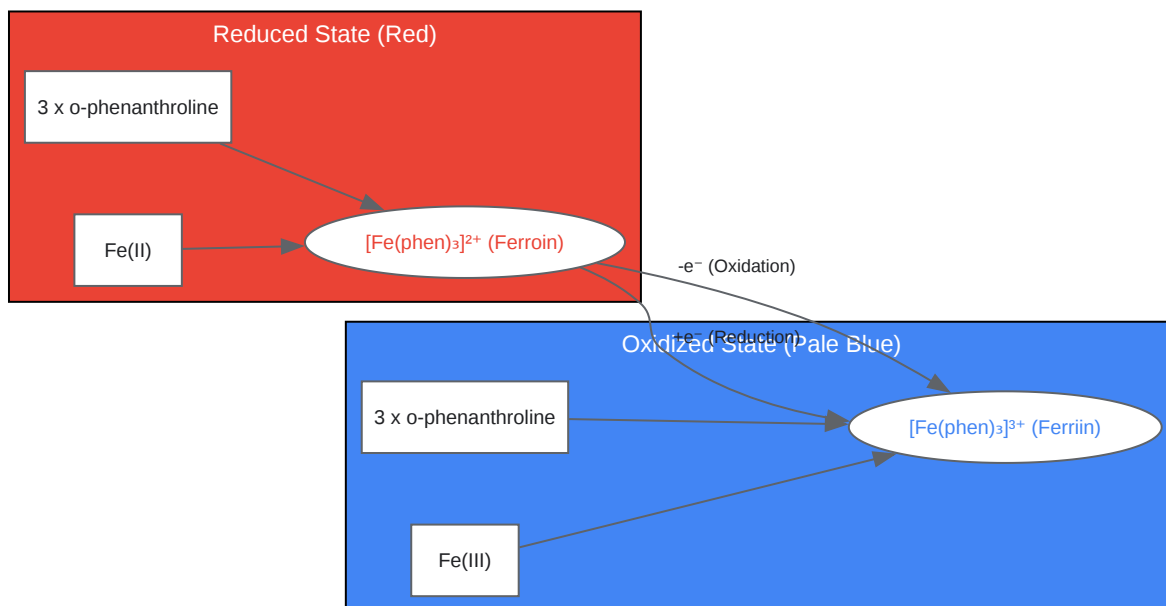 Reduced State (Red)
3 x o-phenanthroline
Fe(II)
[Fe(phen)₃]²⁺ (Ferroin)
-e⁻ (Oxidation)
+e⁻ (Reduction)
Oxidized State (Pale Blue)
3 x o-phenanthroline
[Fe(phen)₃]³⁺ (Ferriin)
Fe(III)